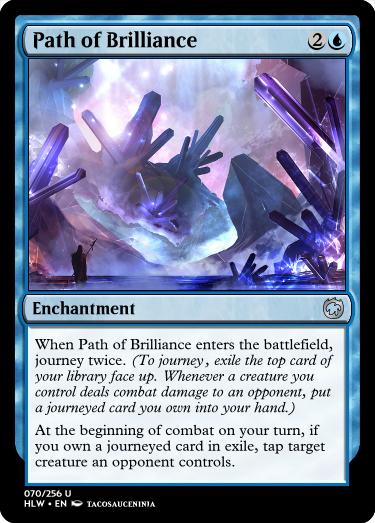 Path of Brilliance 2
Enchantment
When Path of Brilliance enters the battlefield,
journey twice. (To journey, exile the top card of
your library face up. Whenever a creature you
control deals combat damage to an opponent, put
a journeyed card you own into your hand.)
At the beginning of combat on your turn, if
you own a journeyed card in exile, tap target
creature an opponent controls.
070/256 U
HLW • EN TACOSAUCENINJA